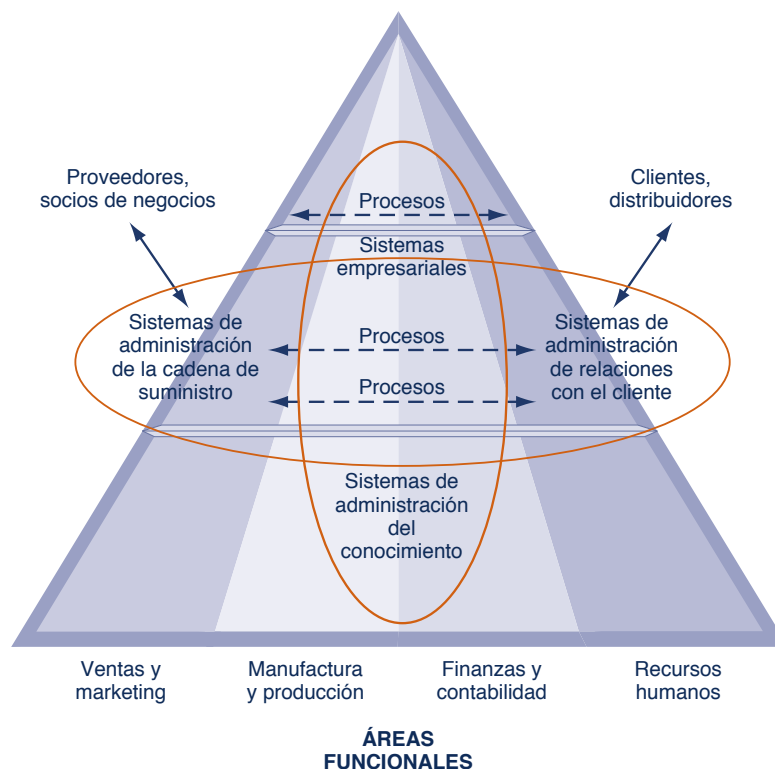 Proveedores,
socios de negocios
Clientes,
distribuidores
Procesos
Sistemas
empresariales
Sistemas de
administración
de la cadena de
suministro
Procesos
Procesos
Sistemas de
administración
de relaciones
con el cliente
Sistemas de
administración
del
conocimiento
Ventas y
marketing
Manufactura
y producción
Finanzas y
contabilidad
Recursos
humanos
ÁREAS
FUNCIONALES